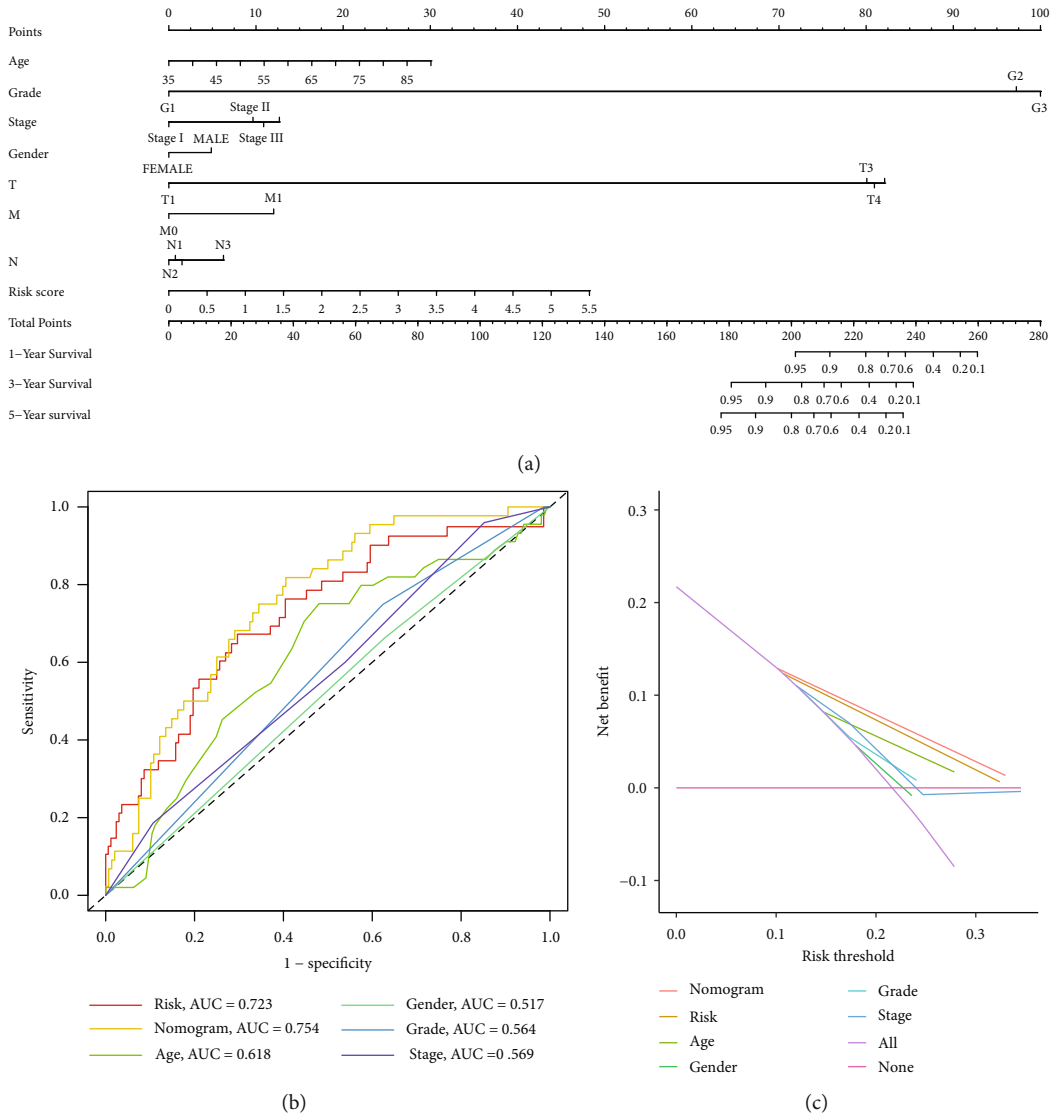 0 10 20 30 40 50 60 70 80 90 100
Points
Age
35 45 55 65 75 85
Grade
G2
G1 G3
Stage II
Stage
Stage I Stage III
MALE
Gender
FEMALE
T3
T
T1 T4
M1
M
M0
N1 N3
N
N2
Risk score
0 0.5 1 1.5 2 2.5 3 3.5 4 4.5 5 5.5
Total Points
0 20 40 60 80 100 120 140 160 180 200 220 240 260 280
1−Year Survival
0.95 0.9 0.8 0.7 0.6 0.4 0.2 0.1
3−Year Survival
0.95 0.9 0.8 0.7 0.6 0.4 0.2 0.1
5−Year survival
0.95 0.9 0.8 0.7 0.6 0.4 0.2 0.1
(a)
1.0
0.8
0.6
0.4
0.2
0.0
Sensitivity
0.0 0.2 0.4 0.6 0.8 1.0
1 − specificity
Risk, AUC = 0.723
Nomogram, AUC = 0.754
Age, AUC = 0.618
Gender, AUC = 0.517
Grade, AUC = 0.564
Stage, AUC =0 .569
(b)
0.3
0.2
0.1
0.0
−0.1
Net benefit
0.0 0.1 0.2 0.3
Risk threshold
Nomogram
Risk
Age
Gender
Grade
Stage
All
None
(c)